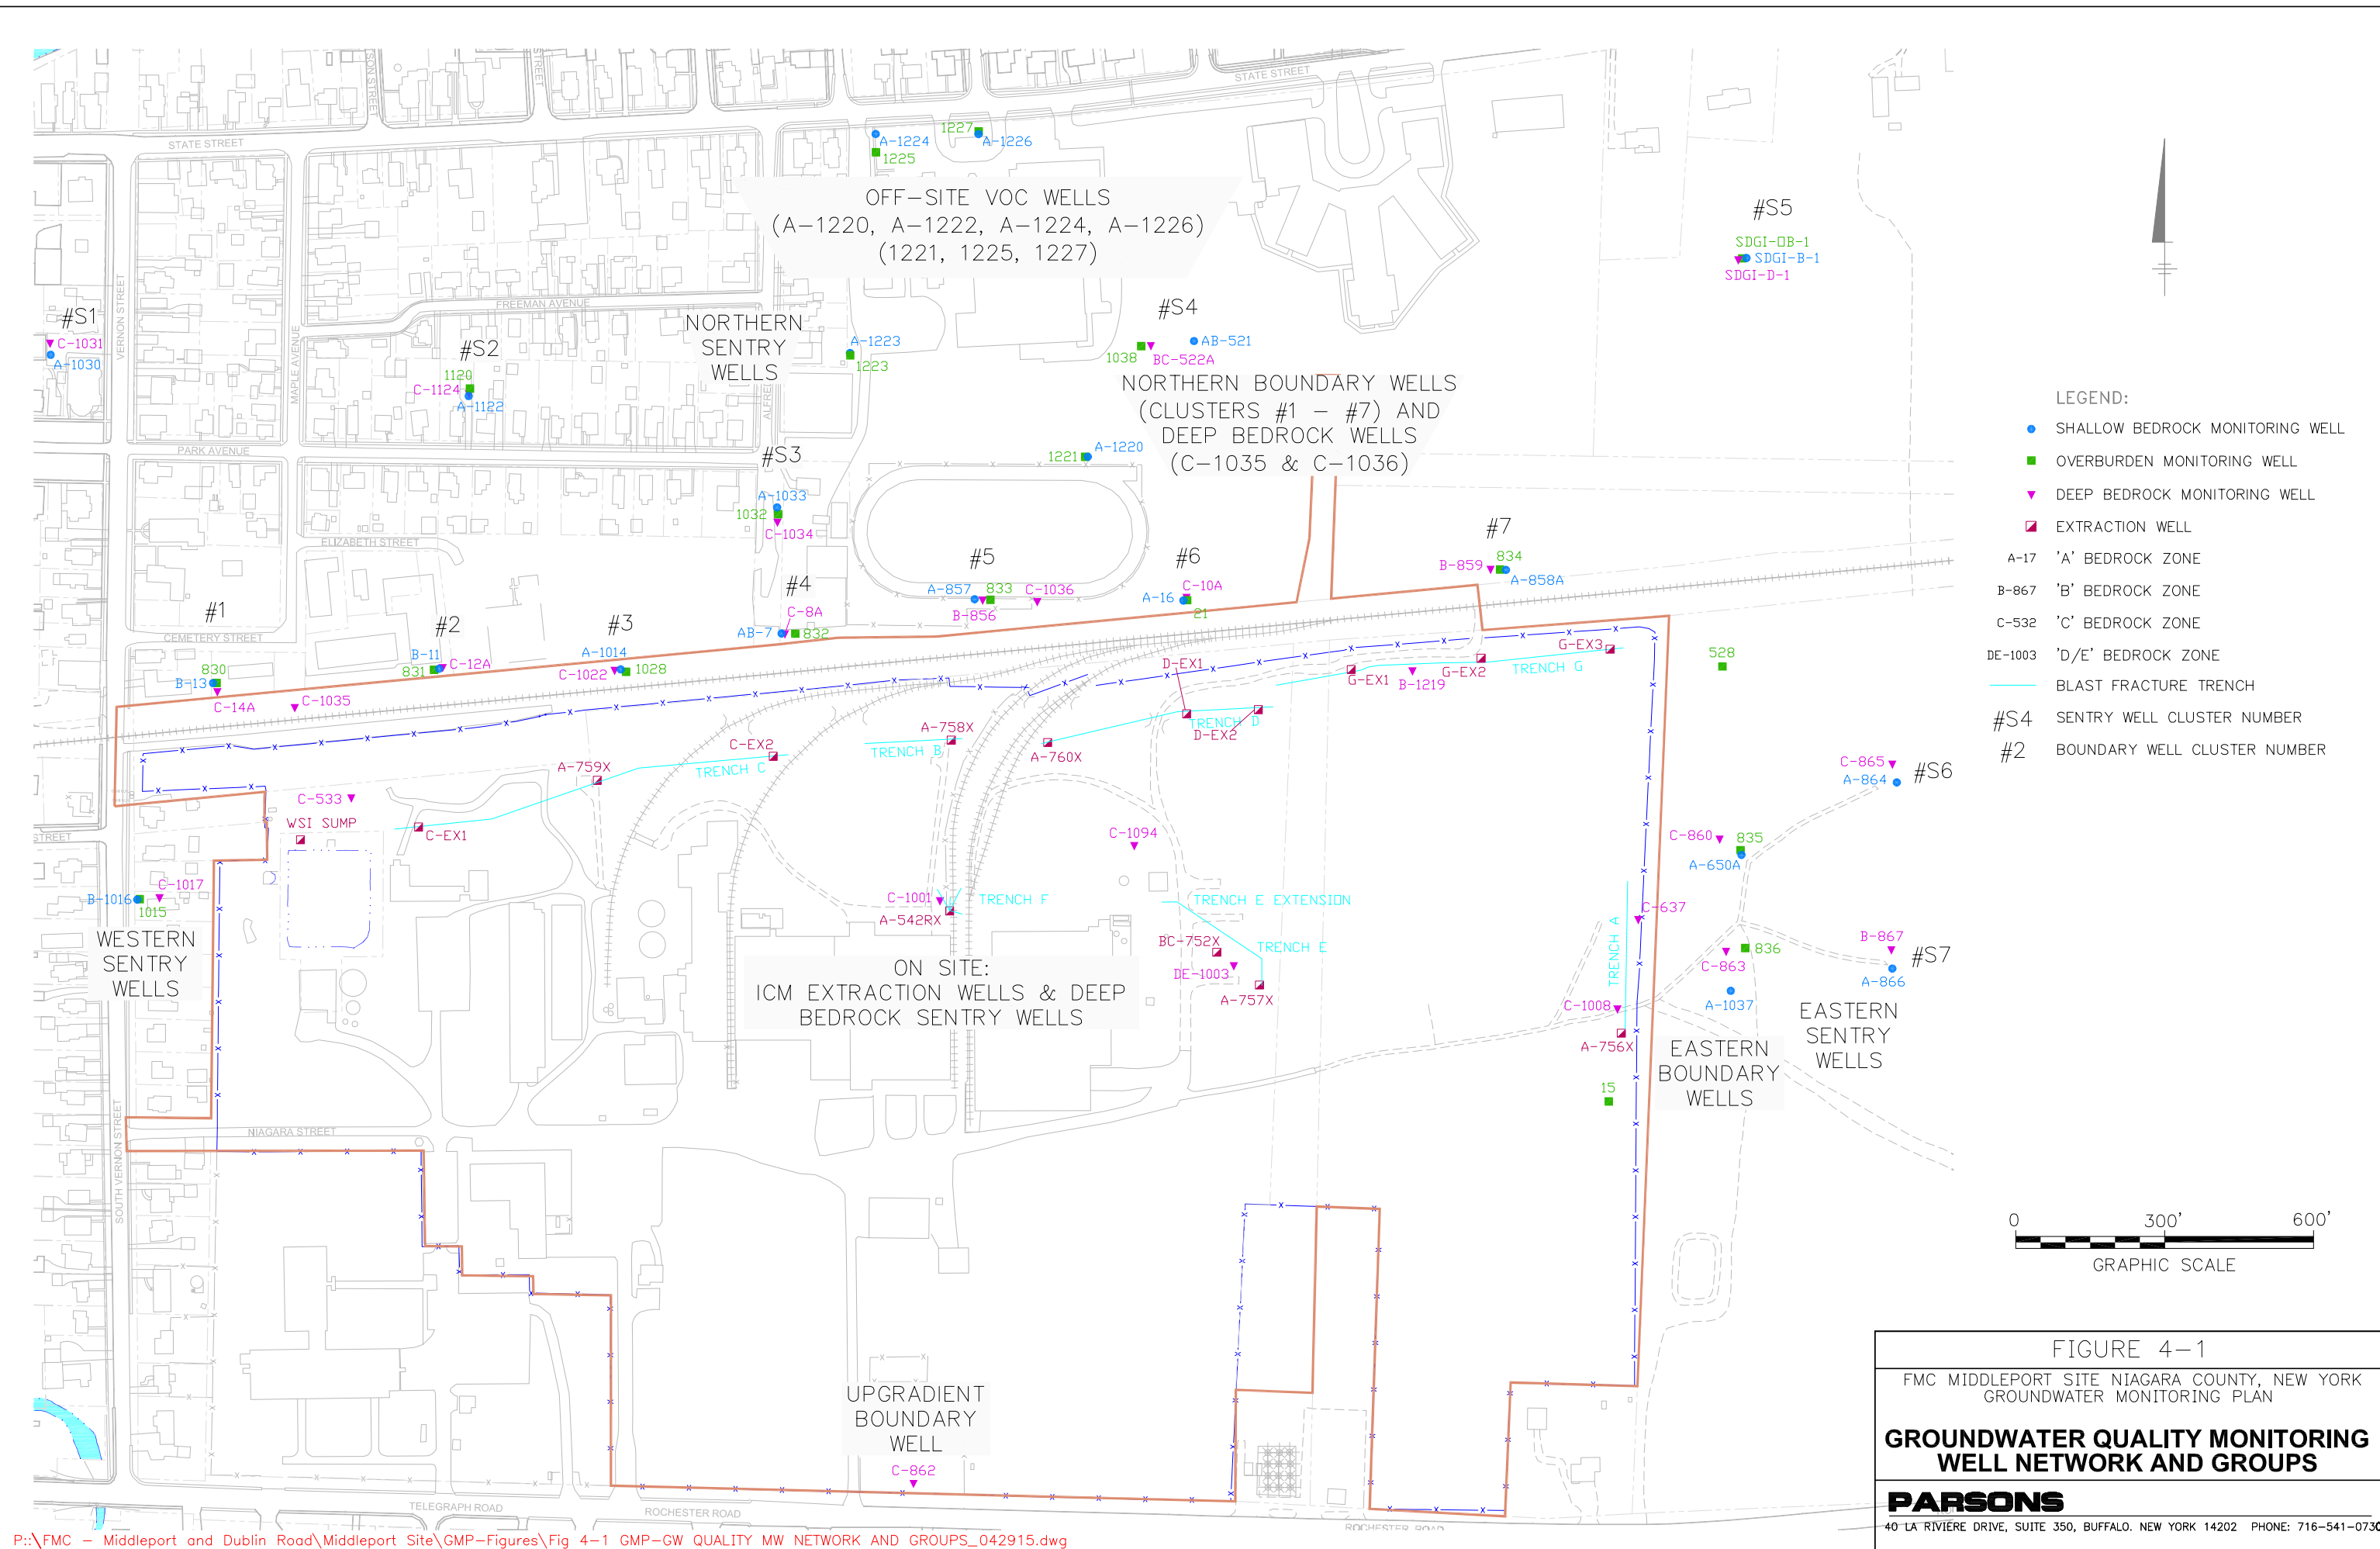 STATE STREET
STATE STREET
SON STREET
STREET
STREET
1227
A-1224
A-1226
1225
OFF-SITE VOC WELLS
(A-1220, A-1222, A-1224, A-1226)
(1221, 1225, 1227)
#S5
SDGI-OB-1
SDGI-B-1
SDGI-D-1
VERNON STREET
MAPLE AVENUE
FREEMAN AVENUE
#S1
C-1031
A-1030
#S2
1120
C-1124
A-1122
NORTHERN
SENTRY
WELLS
A-1223
1223
#S4
AB-521
1038
BC-522A
NORTHERN BOUNDARY WELLS
(CLUSTERS #1 - #7) AND
DEEP BEDROCK WELLS
(C-1035 & C-1036)
ALFRED
PARK AVENUE
#S3
A-1033
1032
C-1034
1221
A-1220
ELIZABETH STREET
CEMETERY STREET
#1
830
B-13
C-14A
C-1035
#2
B-11
831
C-12A
#3
A-1014
C-1022
1028
#4
C-8A
AB-7
832
#5
A-857
833
B-856
C-1036
#6
C-10A
A-16
21
#7
834
B-859
A-858A
LEGEND:
SHALLOW BEDROCK MONITORING WELL
OVERBURDEN MONITORING WELL
DEEP BEDROCK MONITORING WELL
EXTRACTION WELL
A-17 'A' BEDROCK ZONE
B-867 'B' BEDROCK ZONE
C-532 'C' BEDROCK ZONE
DE-1003 'D/E' BEDROCK ZONE
BLAST FRACTURE TRENCH
#S4 SENTRY WELL CLUSTER NUMBER
#2 BOUNDARY WELL CLUSTER NUMBER
D-EX1
G-EX3
G-EX1
B-1219
G-EX2
TRENCH G
528
TRENCH D
D-EX2
A-758X
TRENCH B
A-760X
C-EX2
TRENCH C
A-759X
C-533
WSI SUMP
C-EX1
C-865
A-864
#S6
C-1094
C-860
835
A-650A
STREET
C-1017
B-1016
1015
C-1001
TRENCH F
A-542RX
TRENCH E EXTENSION
TRENCH E
BC-752X
DE-1003
A-757X
TRENCH A
C-637
C-863
836
A-1037
B-867
A-866
#S7
WESTERN
SENTRY
WELLS
ON SITE:
ICM EXTRACTION WELLS & DEEP
BEDROCK SENTRY WELLS
C-1008
A-756X
EASTERN
SENTRY
WELLS
EASTERN
BOUNDARY
WELLS
15
NIAGARA STREET
SOUTH VERNON STREET
0 300' 600'
GRAPHIC SCALE
UPGRADIENT
BOUNDARY
WELL
C-862
TELEGRAPH ROAD
ROCHESTER ROAD
ROCHESTER ROAD
FIGURE 4-1
FMC MIDDLEPORT SITE NIAGARA COUNTY, NEW YORK
GROUNDWATER MONITORING PLAN
GROUNDWATER QUALITY MONITORING
WELL NETWORK AND GROUPS
PARSONS
40 LA RIVIERE DRIVE, SUITE 350, BUFFALO. NEW YORK 14202 PHONE: 716-541-0730
P::\FMC - Middleport and Dublin Road\Middleport Site\GMP-Figures\Fig 4-1 GMP-GW QUALITY MW NETWORK AND GROUPS_042915.dwg